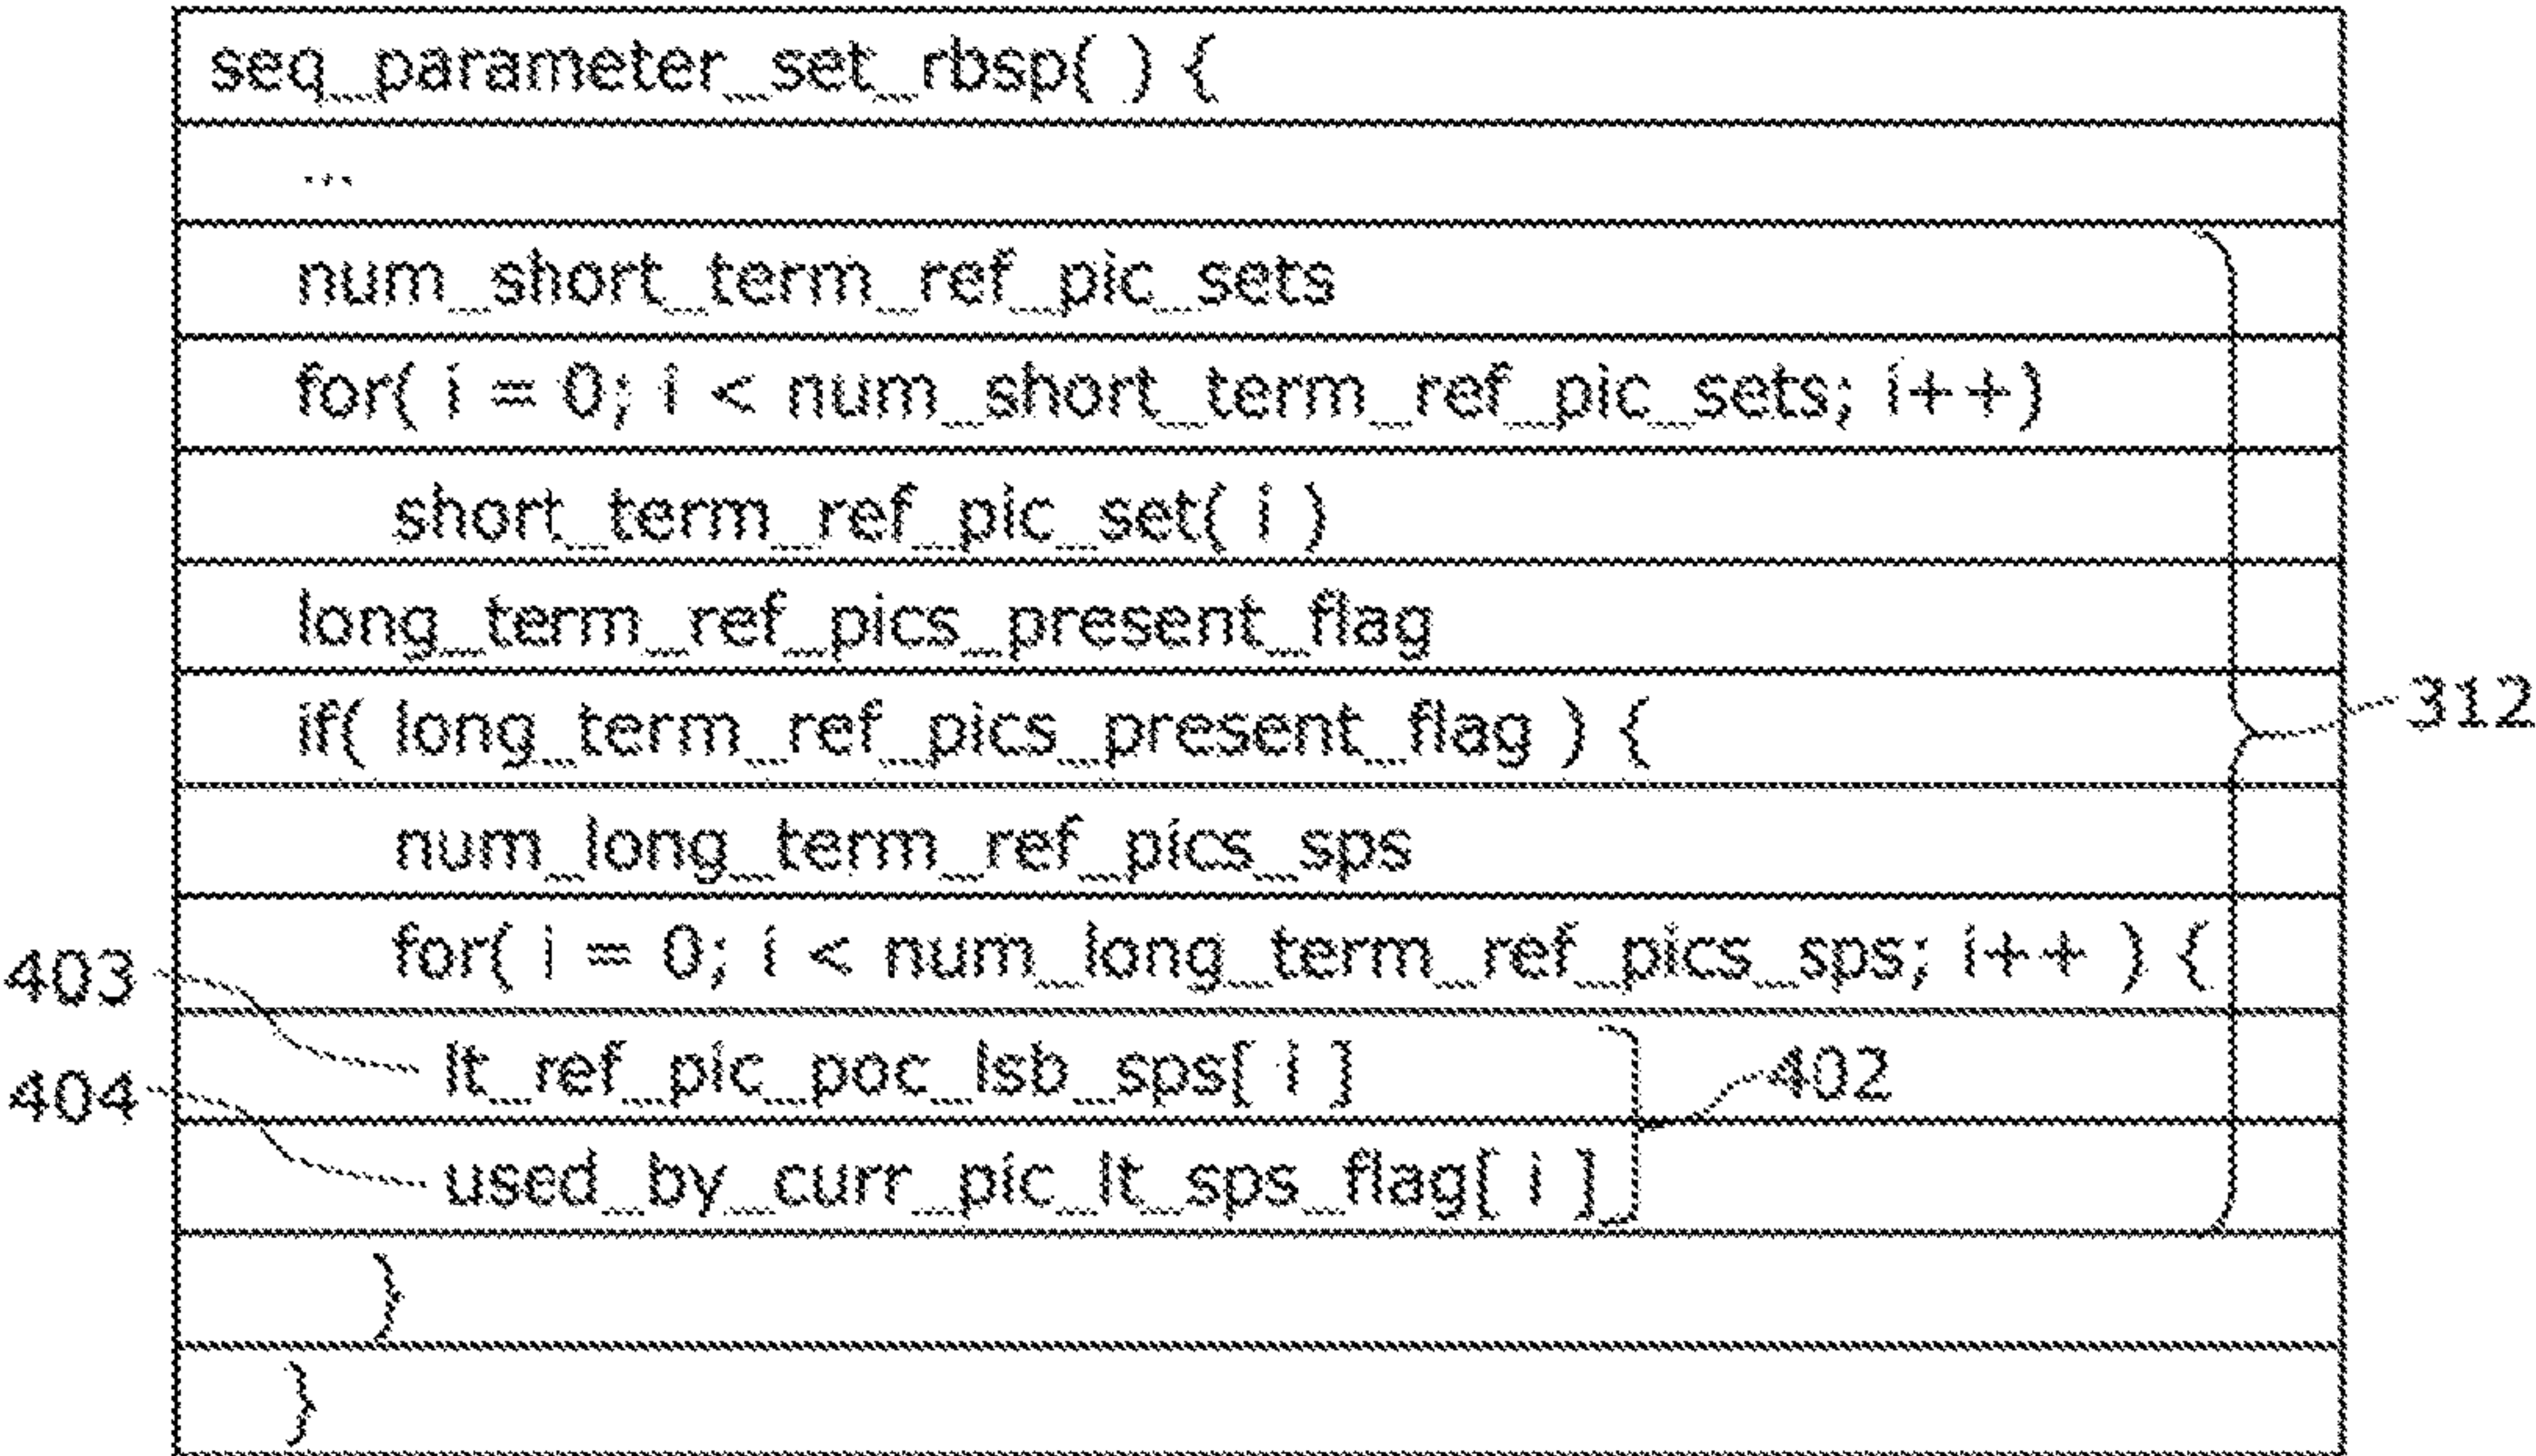 seq_parameter_set_rbsp( ) {
...
num_short_term_ref_pic_sets
for( i = 0; i < num_short_term_ref_pic_sets; i++)
short_term_ref_pic_set( i )
long_term_ref_pics_present_flag
if( long_term_ref_pics_present_flag ) {
312
num_long_term_ref_pics_sps
for( i = 0; i < num_long_term_ref_pics_sps; i++ ) {
403
lt_ref_pic_poc_lsb_sps[ i ]
402
404
used_by_curr_pic_lt_sps_flag[ i ]
}
}